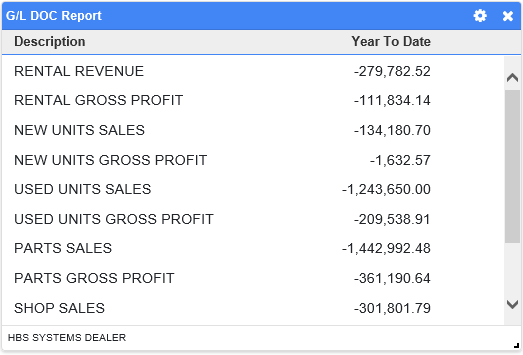 G/L DOC Report
Description Year To Date
RENTAL REVENUE -279,782.52
RENTAL GROSS PROFIT -111,834.14
NEW UNITS SALES -134,180.70
NEW UNITS GROSS PROFIT -1,632.57
USED UNITS SALES -1,243,650.00
USED UNITS GROSS PROFIT -209,538.91
PARTS SALES -1,442,992.48
PARTS GROSS PROFIT -361,190.64
SHOP SALES -301,801.79
HBS SYSTEMS DEALER